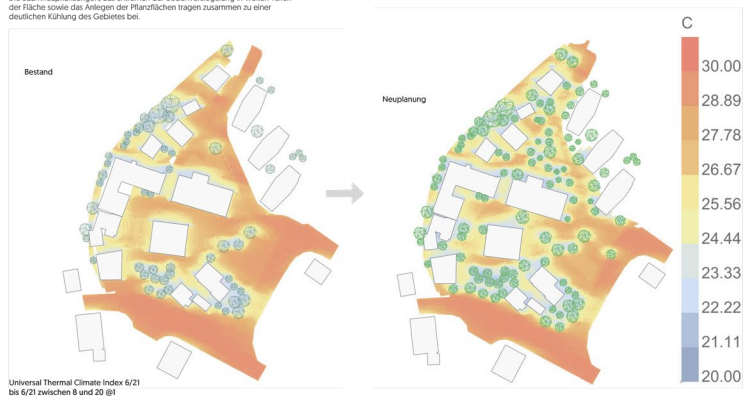 der Fläche sowie das Anlegen der Pflanzflächen tragen zusammen zu einer
deutlichen Kühlung des Gebietes bei.
Bestand
Neuplanung
C
30.00
28.89
27.78
26.67
25.56
24.44
23.33
22.22
21.11
20.00
Universal Thermal Climate Index 6/21
bis 6/21 zwischen 8 und 20 @1